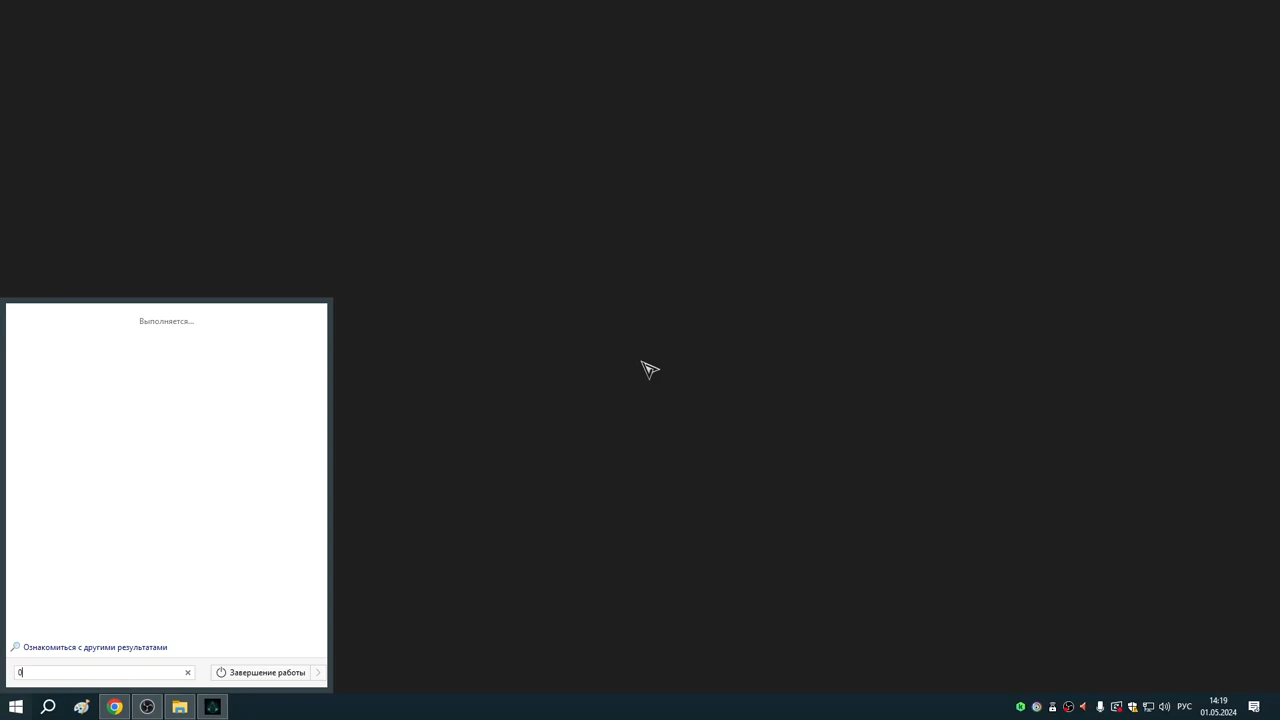 Выполняется...
Ознакомиться с другими результатами
0
Завершение работы
РУС
14:19
01.05.2024